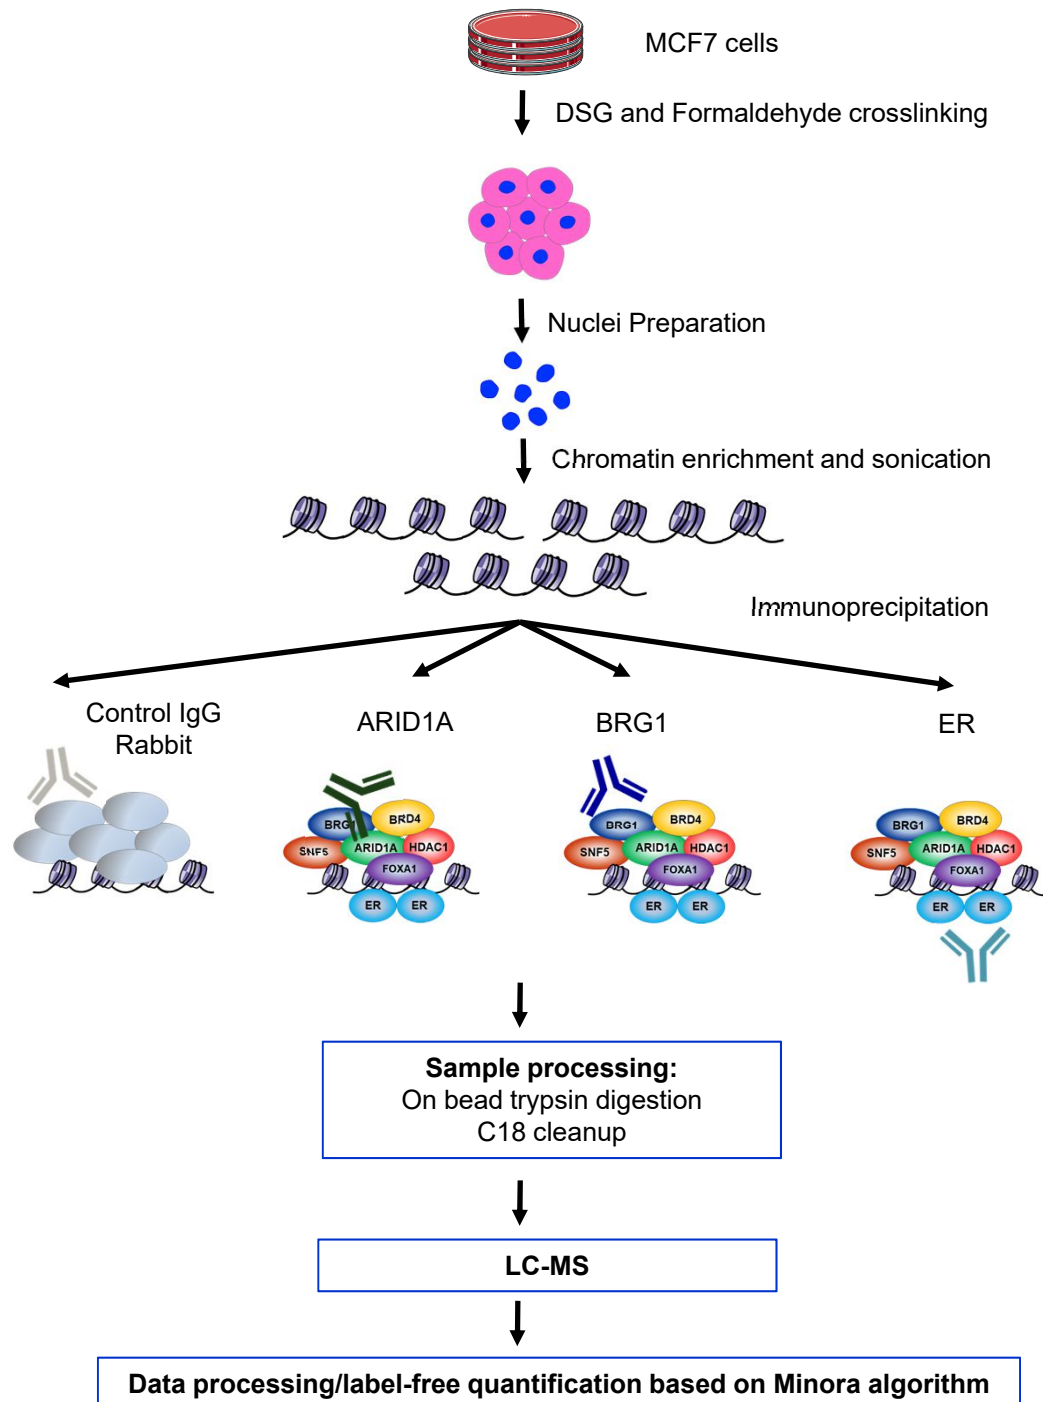 MCF7 cells
DSG and Formaldehyde crosslinking
Nuclei Preparation
Chromatin enrichment and sonication
Immunoprecipitation
Control IgG
Rabbit
ARID1A
BRG1
ER
BRG1
BRD4
SNF5
ARID1A
HDAC1
FOXA1
ER
ER
BRG1
BRD4
SNF5
ARID1A
HDAC1
FOXA1
ER
ER
BRG1
BRD4
SNF5
ARID1A
HDAC1
FOXA1
ER
ER
Sample processing:
On bead trypsin digestion
C18 cleanup
LC-MS
Data processing/label-free quantification based on Minora algorithm